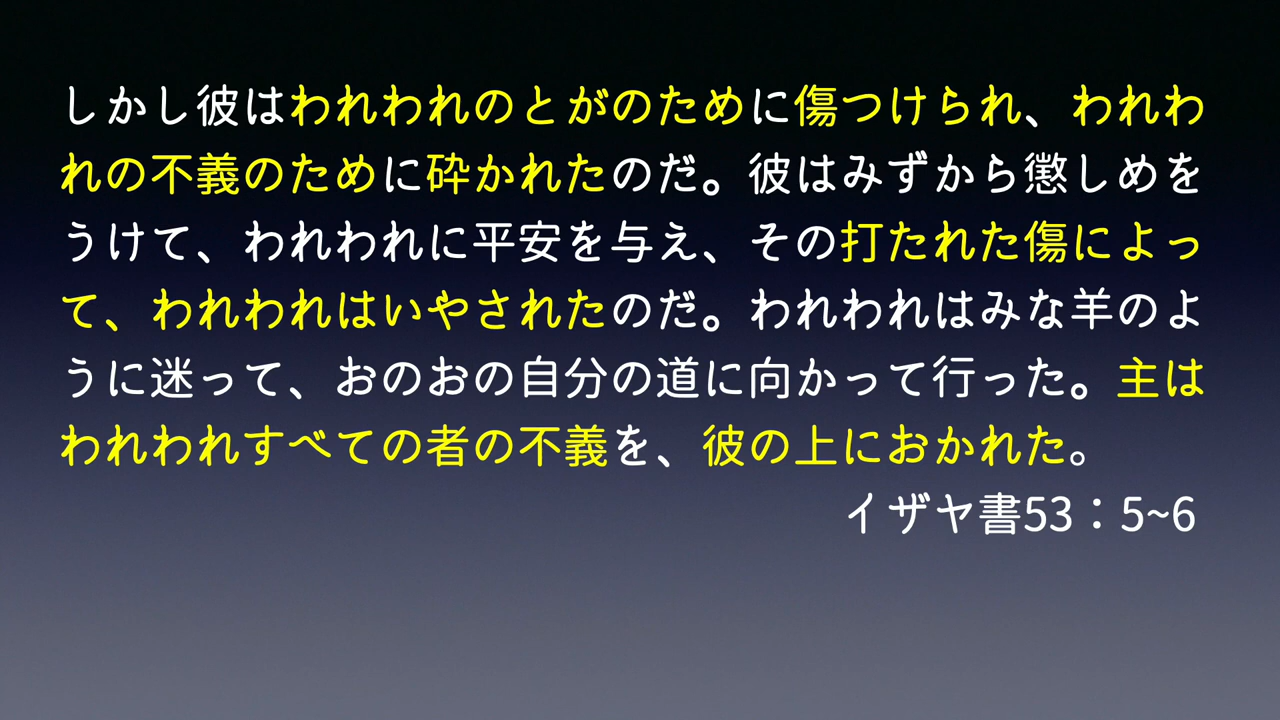 しかし彼はわれわれのとがのために傷つけられ、われわ
れの不義のために砕かれたのだ。彼はみずから懲しめを
うけて、われわれに平安を与え、その打たれた傷によっ
て、われわれはいやされたのだ。われわれはみな羊のよ
うに迷って、おのおの自分の道に向かって行った。主は
われわれすべての者の不義を、彼の上におかれた。
イザヤ書53：5~6